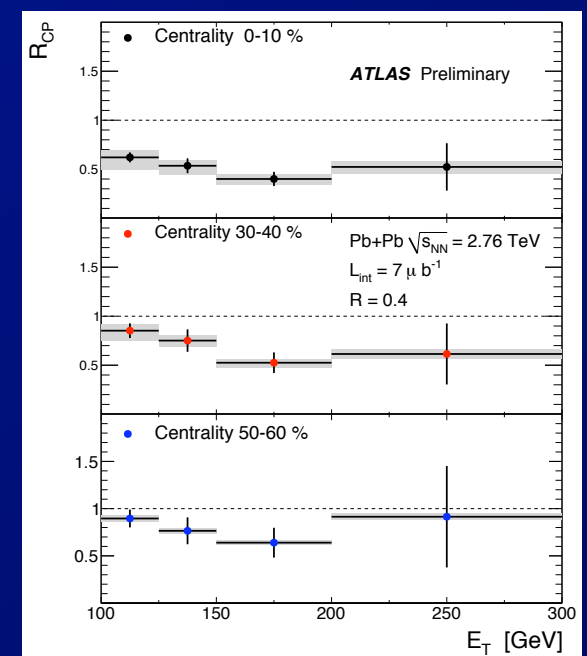 R_CP
Centrality 0-10 %
ATLAS Preliminary
1.5
1
0.5
Centrality 30-40 %
Pb+Pb √s_NN = 2.76 TeV
L_int = 7 μ b^-1
R = 0.4
1.5
1
0.5
Centrality 50-60 %
1.5
1
0.5
100 150 200 250 300
E_T [GeV]